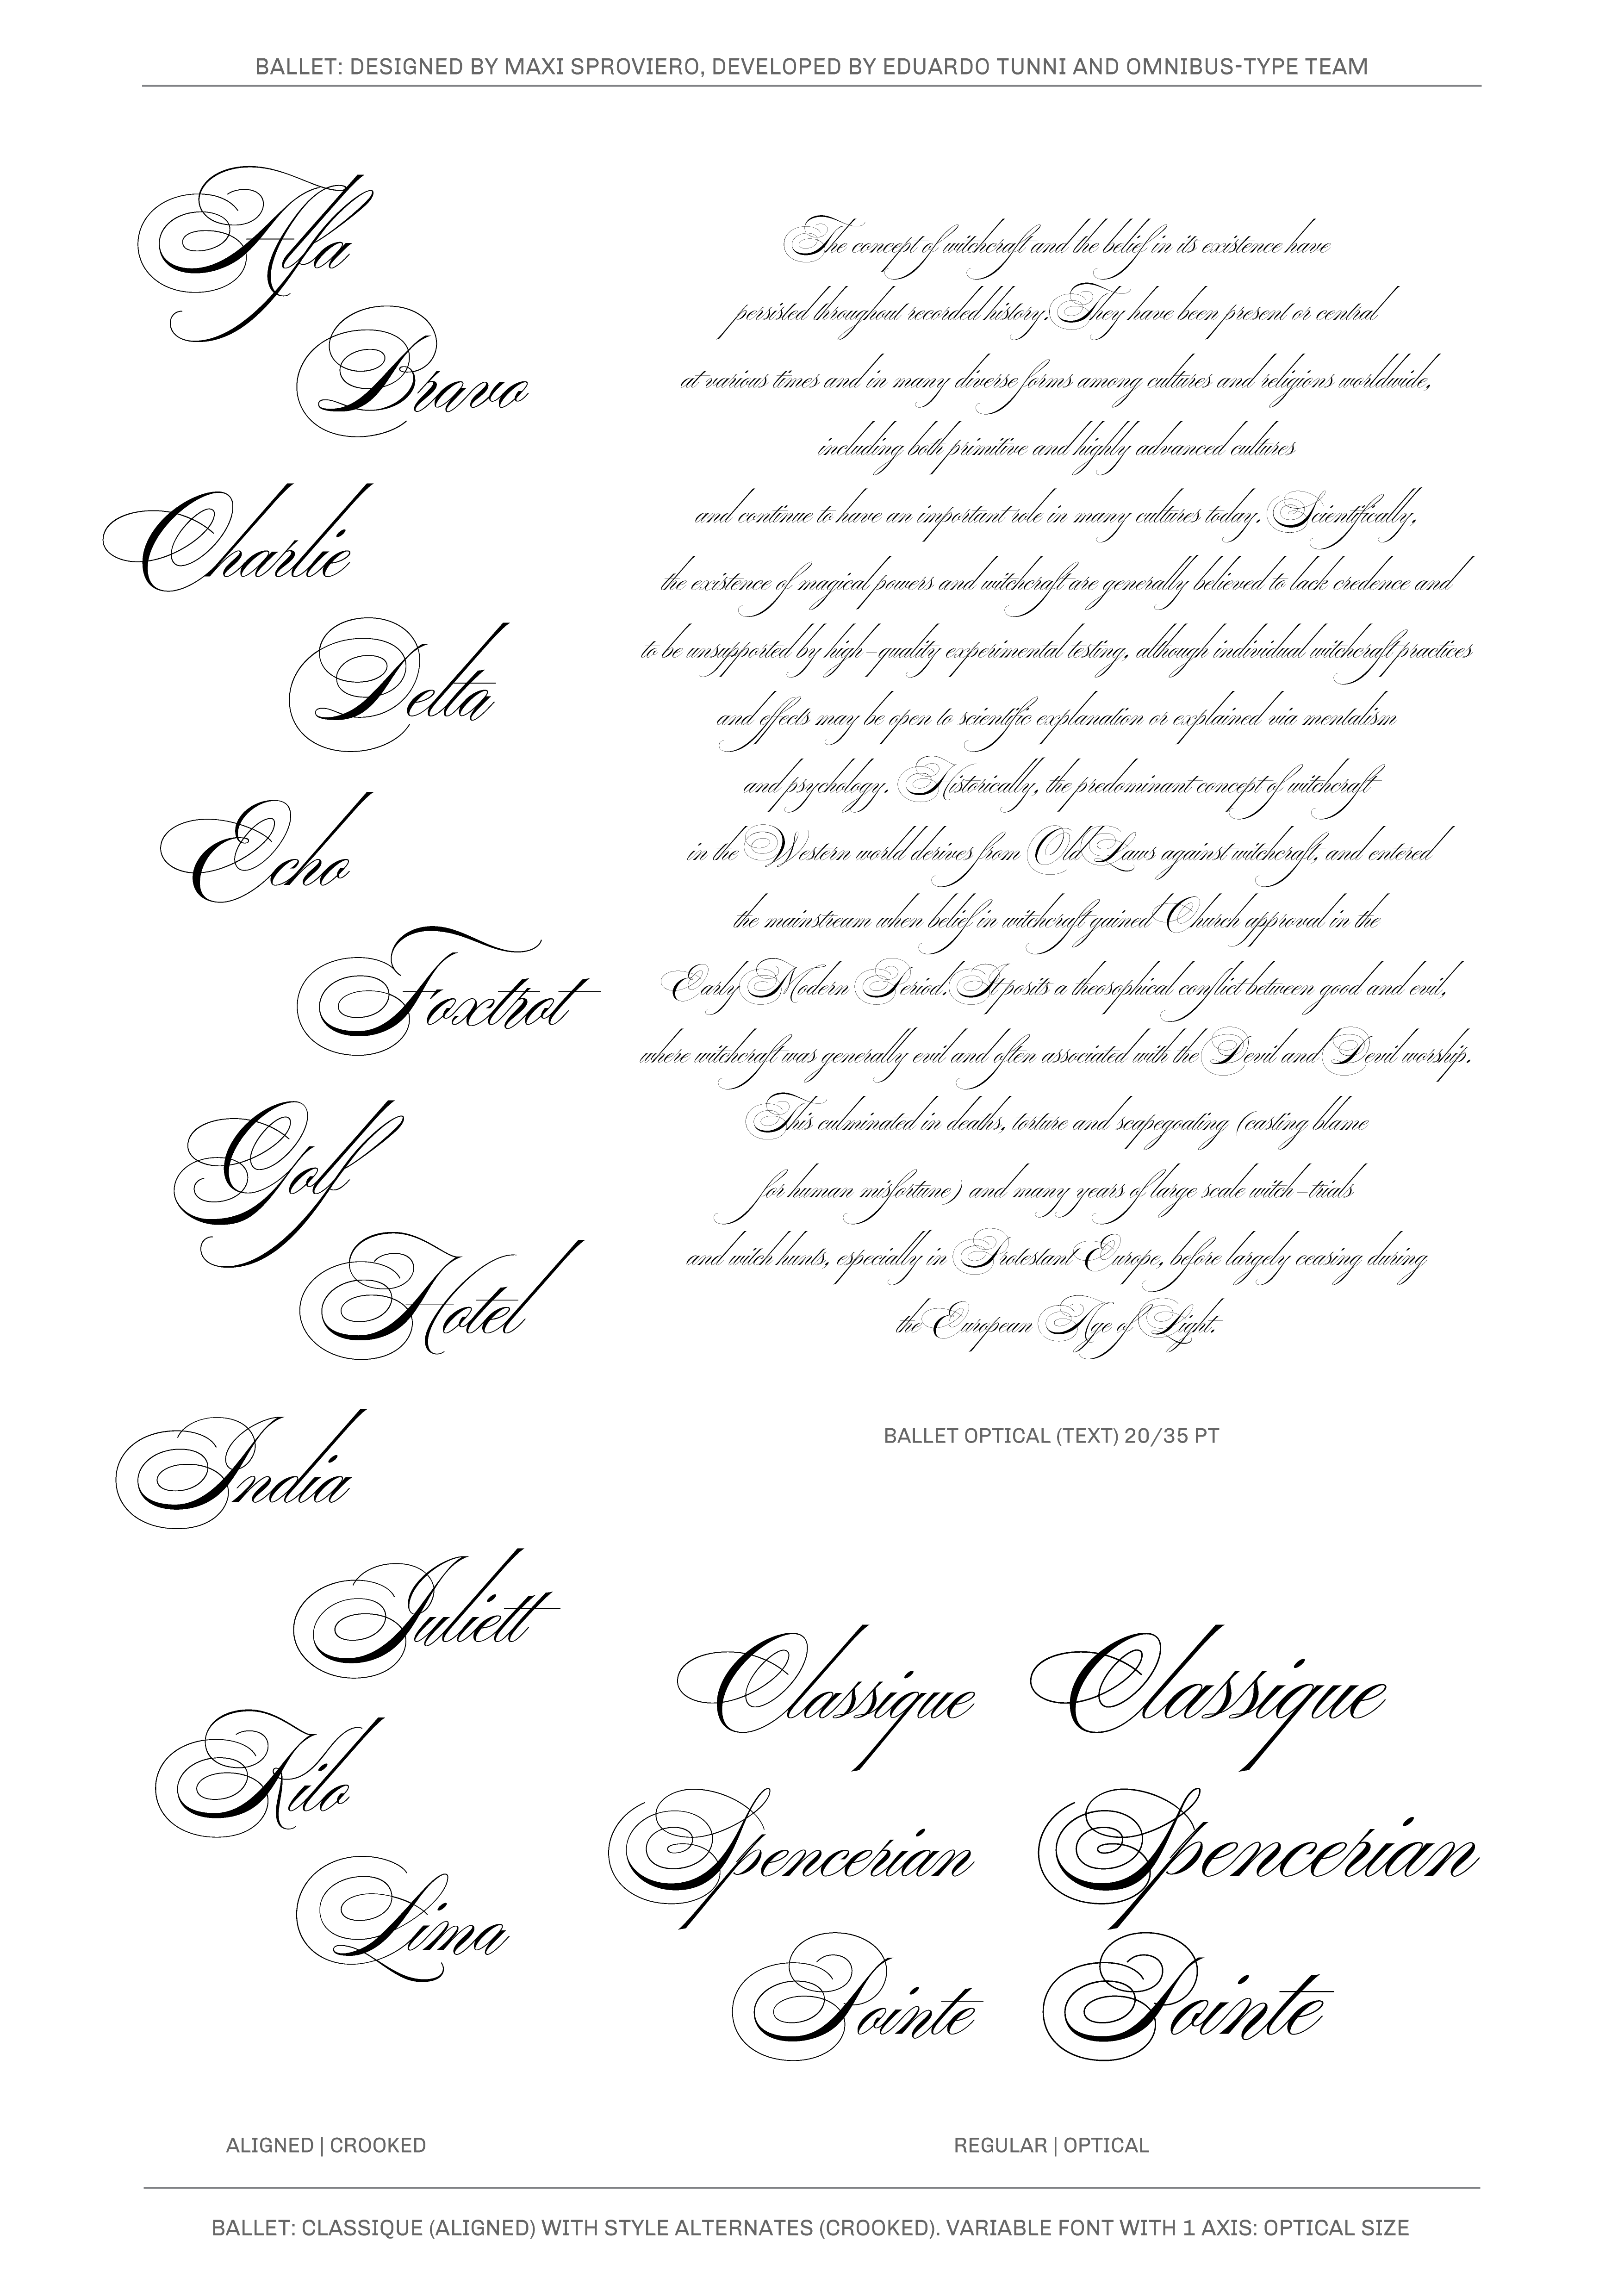 BALLET: DESIGNED BY MAXI SPROVIERO, DEVELOPED BY EDUARDO TUNNI AND OMNIBUS-TYPE TEAM
Alfa
Bravo
Charlie
Delta
Echo
Foxtrot
Golf
Hotel
India
Juliett
Kilo
Lima
ALIGNED | CROOKED
The concept of witchcraft and the belief in its existence have
persisted throughout recorded history. They have been present or central
at various times and in many diverse forms among cultures and religions worldwide,
including both primitive and highly advanced cultures
and continue to have an important role in many cultures today. Scientifically,
the existence of magical powers and witchcraft are generally believed to lack credence and
to be unsupported by high-quality experimental testing, although individual witchcraft practices
and effects may be open to scientific explanation or explained via mentalism
and psychology. Historically, the predominant concept of witchcraft
in the Western world derives from Old Laws against witchcraft, and entered
the mainstream when belief in witchcraft gained Church approval in the
Early Modern Period. It posits a theosophical conflict between good and evil,
where witchcraft was generally evil and often associated with the Devil and Devil worship.
This culminated in deaths, torture and scapegoating (casting blame
for human misfortune) and many years of large scale witch-trials
and witch hunts, especially in Protestant Europe, before largely ceasing during
the European Age of Light.
BALLET OPTICAL (TEXT) 20/35 PT
Classique Classique
Spencerian Spencerian
Pointe Pointe
REGULAR | OPTICAL
BALLET: CLASSIQUE (ALIGNED) WITH STYLE ALTERNATES (CROOKED). VARIABLE FONT WITH 1 AXIS: OPTICAL SIZE